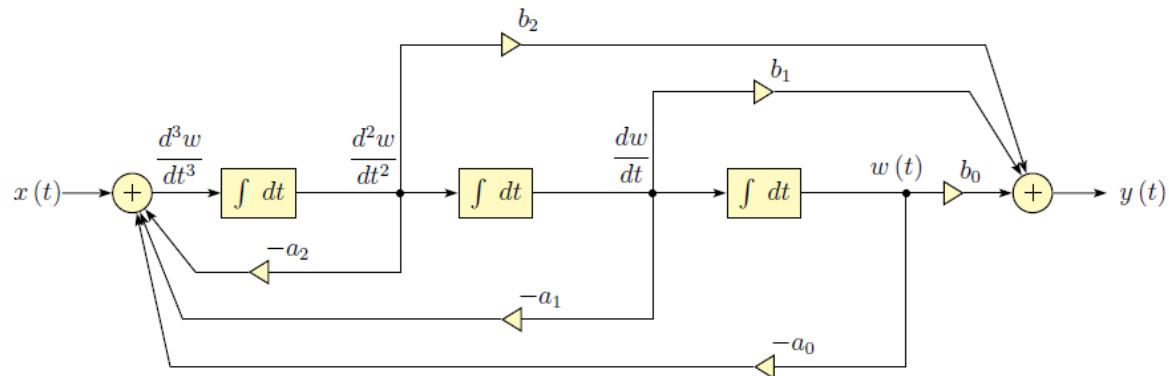 b₂
b₁
d³w
dt³
d²w
dt²
dw
dt
w (t)
b₀
x (t)
+
∫ dt
∫ dt
∫ dt
+
y (t)
−a₂
−a₁
−a₀